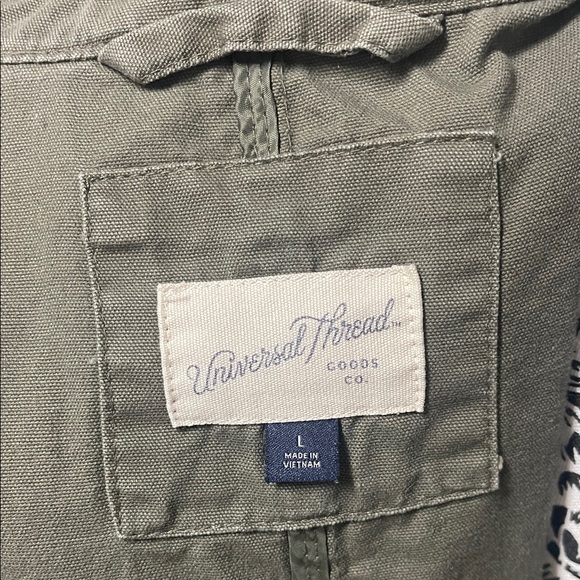 Universal Thread™
GOODS
CO.
L
MADE IN
VIETNAM